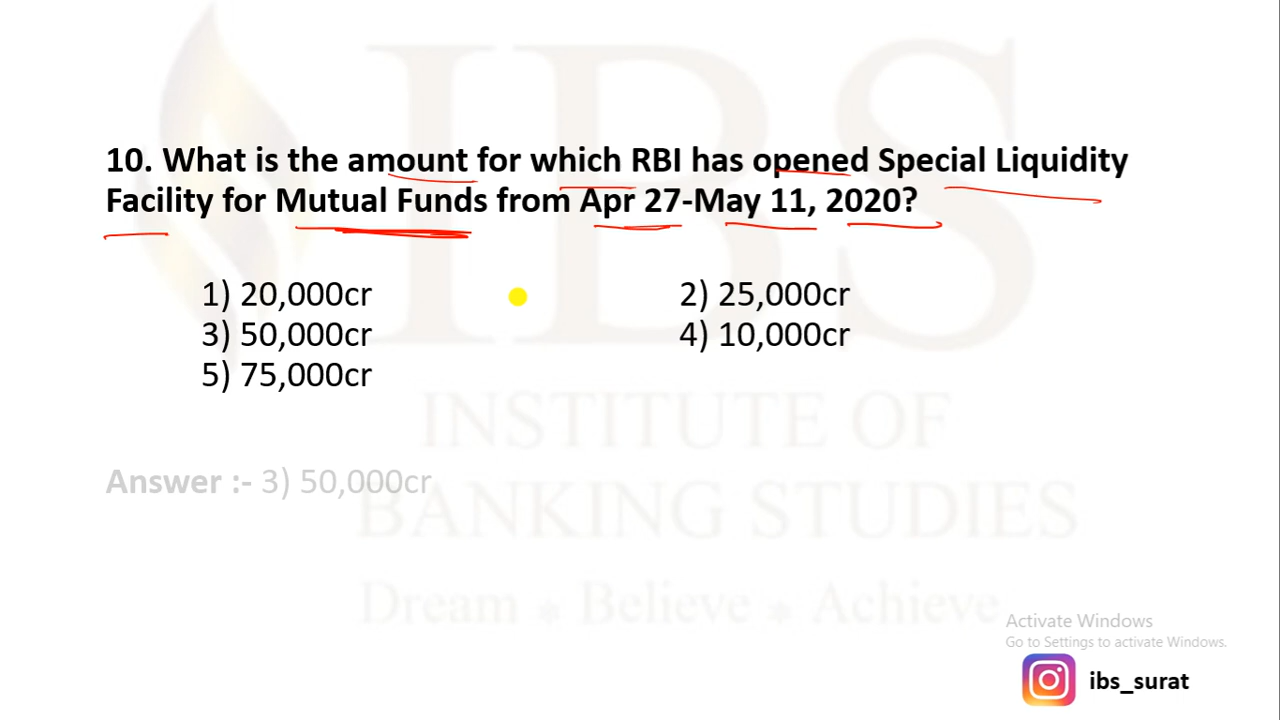 10. What is the amount for which RBI has opened Special Liquidity
Facility for Mutual Funds from Apr 27-May 11, 2020?
1) 20,000cr 2) 25,000cr
3) 50,000cr 4) 10,000cr
5) 75,000cr
Answer :- 3) 50,000cr
IBS
INSTITUTE OF
BANKING STUDIES
Dream * Believe * Achieve
Activate Windows
Go to Settings to activate Windows.
ibs_surat